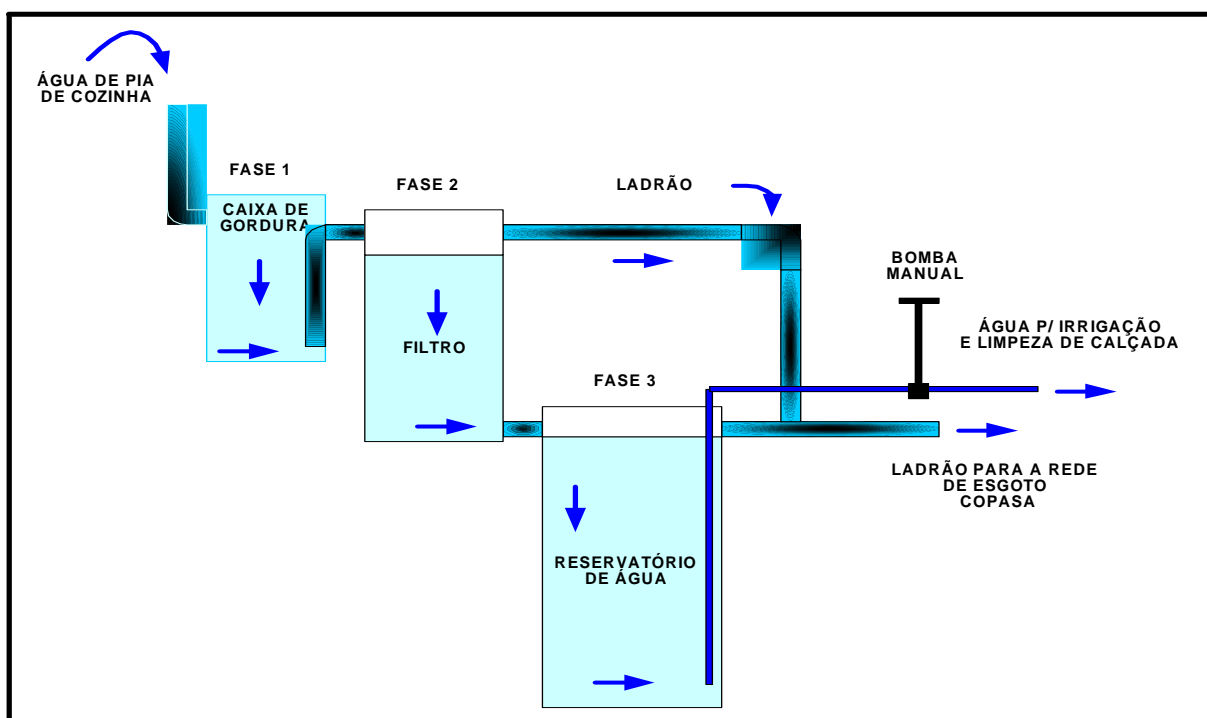 ÁGUA DE PIA
DE COZINHA
FASE 1
CAIXA DE
GORDURA
FASE 2
FILTRO
LADRÃO
FASE 3
RESERVATÓRIO
DE ÁGUA
BOMBA
MANUAL
ÁGUA P/ IRRIGAÇÃO
E LIMPEZA DE CALÇADA
LADRÃO PARA A REDE
DE ESGOTO
COPASA